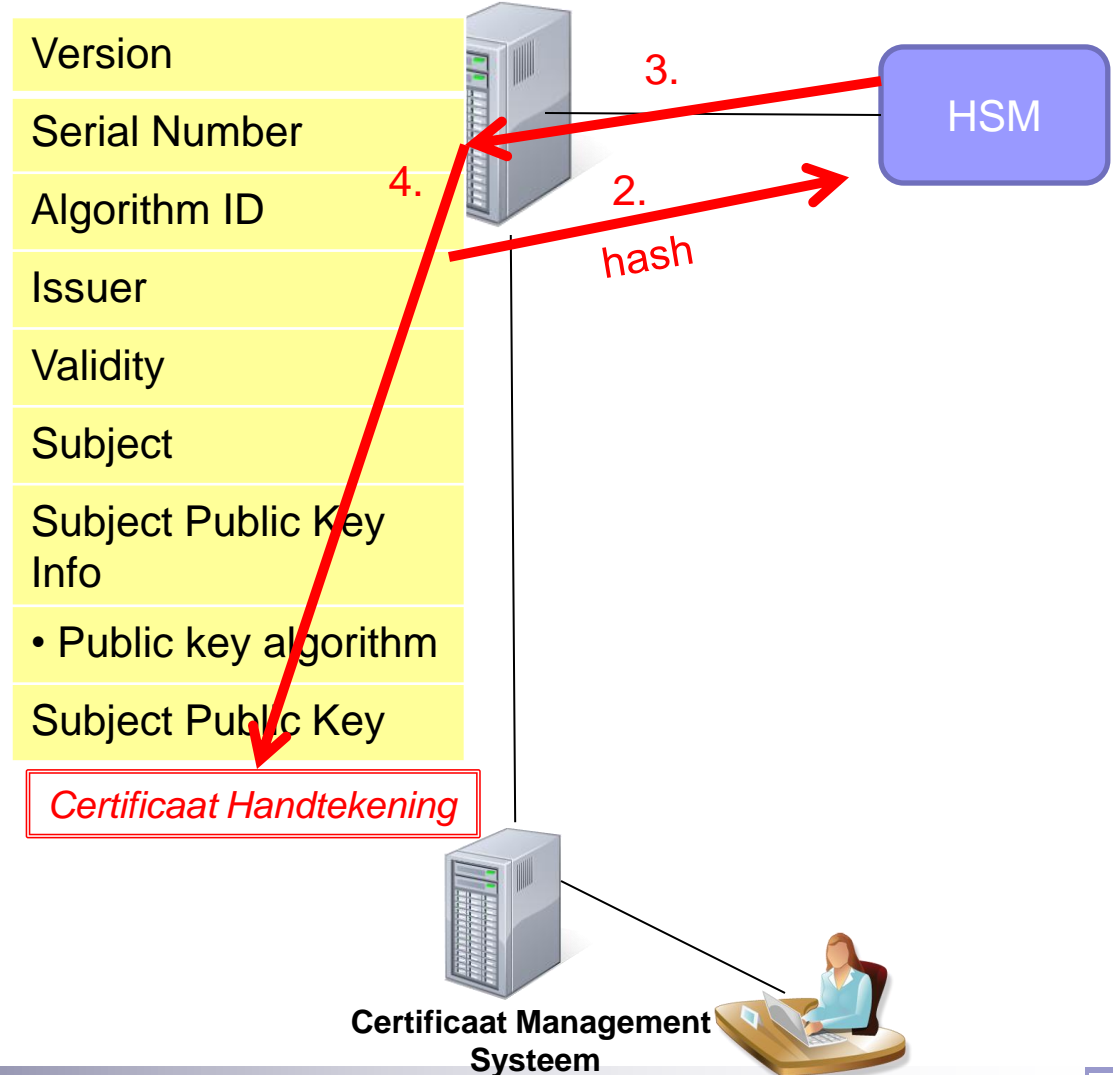 Version
Serial Number
Algorithm ID
Issuer
Validity
Subject
Subject Public Key
Info
• Public key algorithm
Subject Public Key
Certificaat Handtekening
3.
HSM
4.
2.
hash
Certificaat Management
Systeem